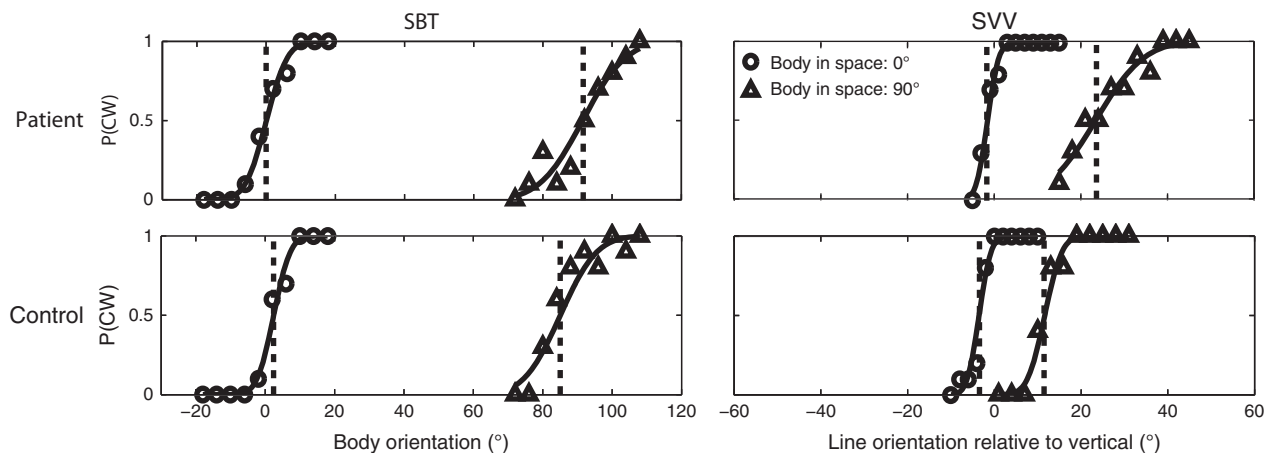 SBT
SVV
Patient
P(CW)
1
0.5
0
Body in space: 0°
Body in space: 90°
Control
P(CW)
1
0.5
0
−20 0 20 40 60 80 100 120
Body orientation (°)
−60 −40 −20 0 20 40 60
Line orientation relative to vertical (°)